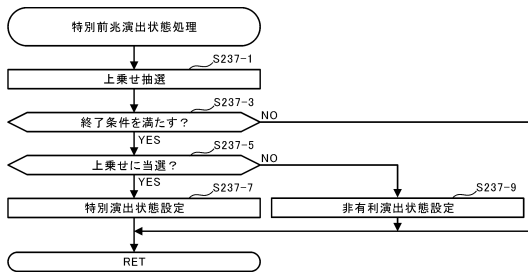 特別前兆演出状態処理
S237-1
上乗せ抽選
S237-3
終了条件を満たす?
NO
YES
S237-5
上乗せに当選?
NO
YES
S237-7
特別演出状態設定
S237-9
非有利演出状態設定
RET